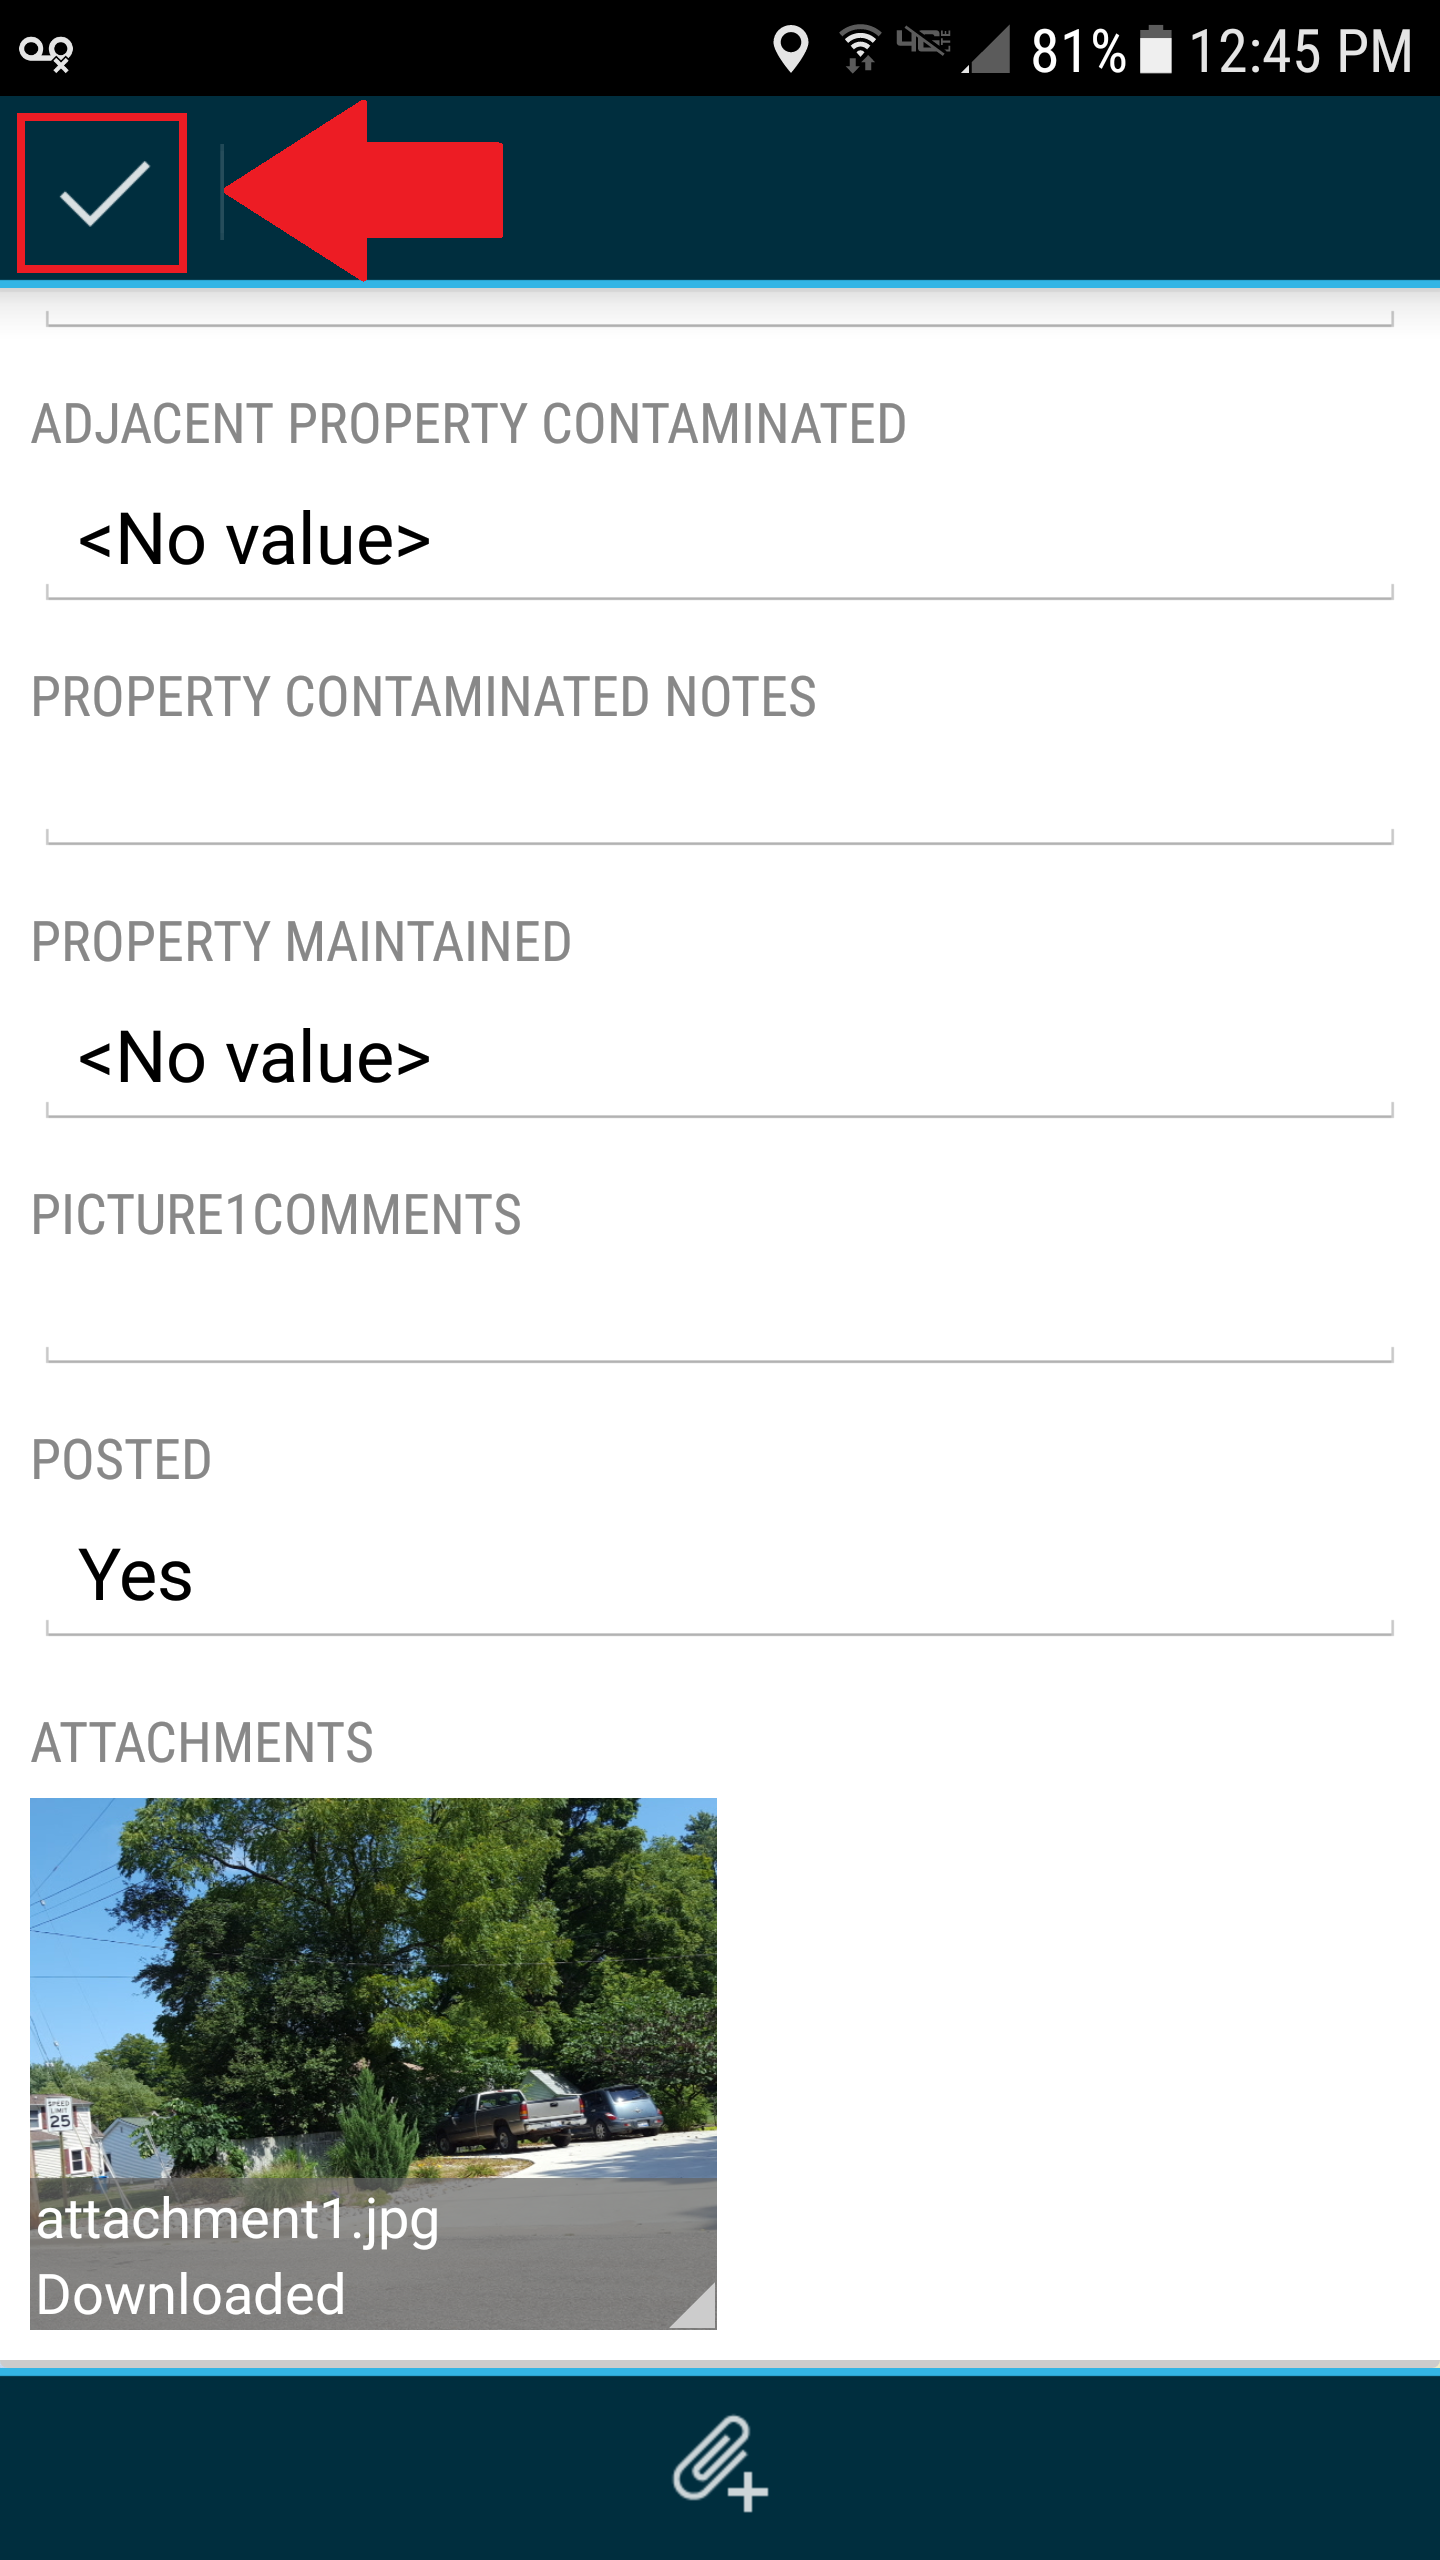 4G LTE 81% 12:45 PM
ADJACENT PROPERTY CONTAMINATED
<No value>
PROPERTY CONTAMINATED NOTES
PROPERTY MAINTAINED
<No value>
PICTURE1COMMENTS
POSTED
Yes
ATTACHMENTS
SPEED
LIMIT
25
attachment1.jpg
Downloaded